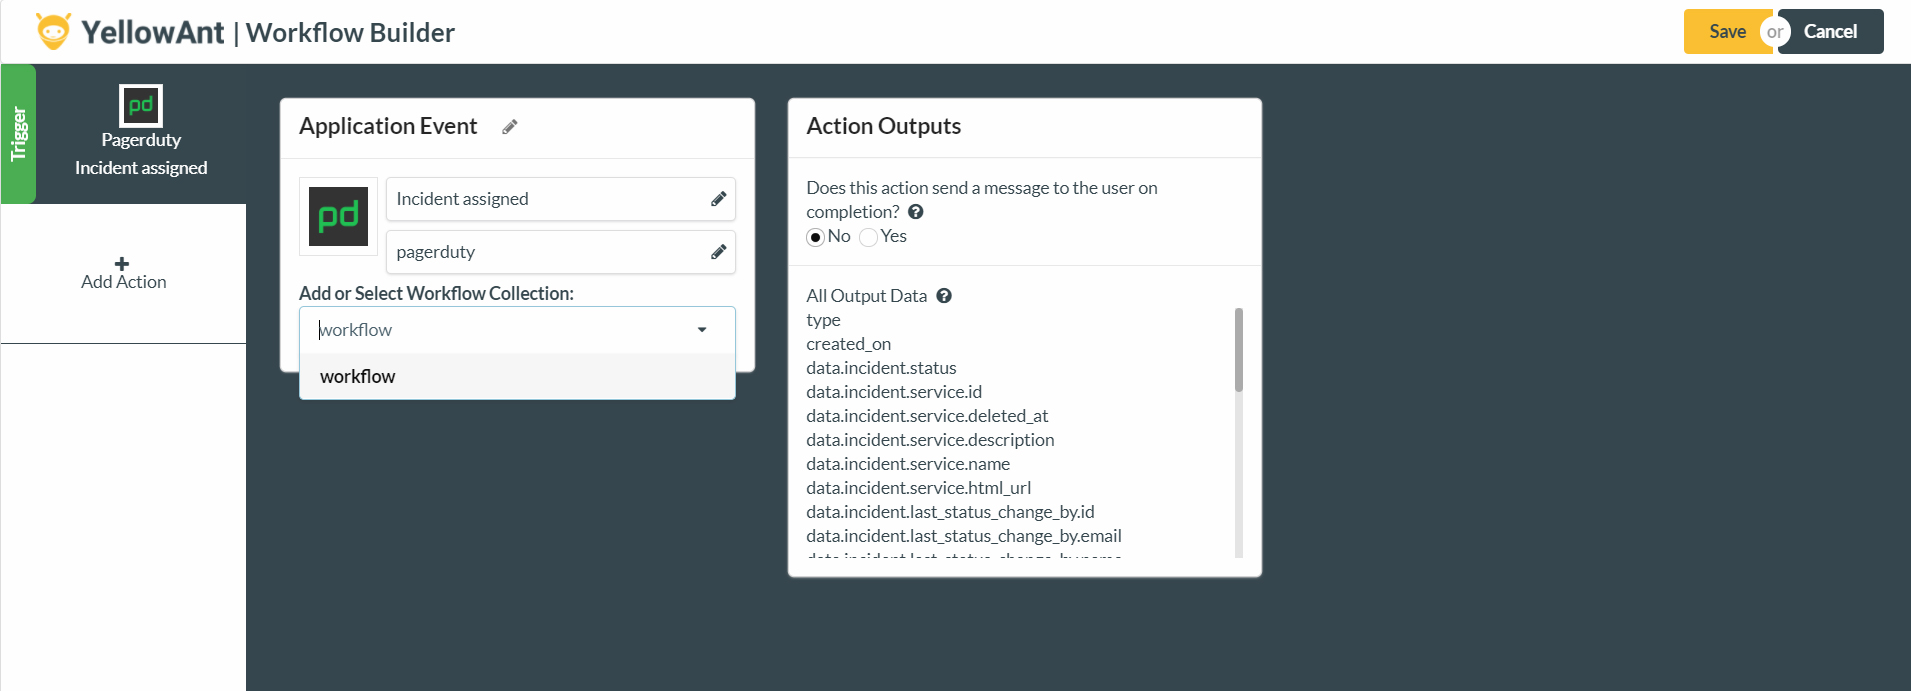 YellowAnt | Workflow Builder
Save or Cancel
Trigger
pd
Pagerduty
Incident assigned
Add Action
Application Event
pd
Incident assigned
pagerduty
Add or Select Workflow Collection:
workflow
workflow
Action Outputs
Does this action send a message to the user on
completion?
No Yes
All Output Data
type
created_on
data.incident.status
data.incident.service.id
data.incident.service.deleted_at
data.incident.service.description
data.incident.service.name
data.incident.service.html_url
data.incident.last_status_change_by.id
data.incident.last_status_change_by.email
data.incident.last_status_change_by.name